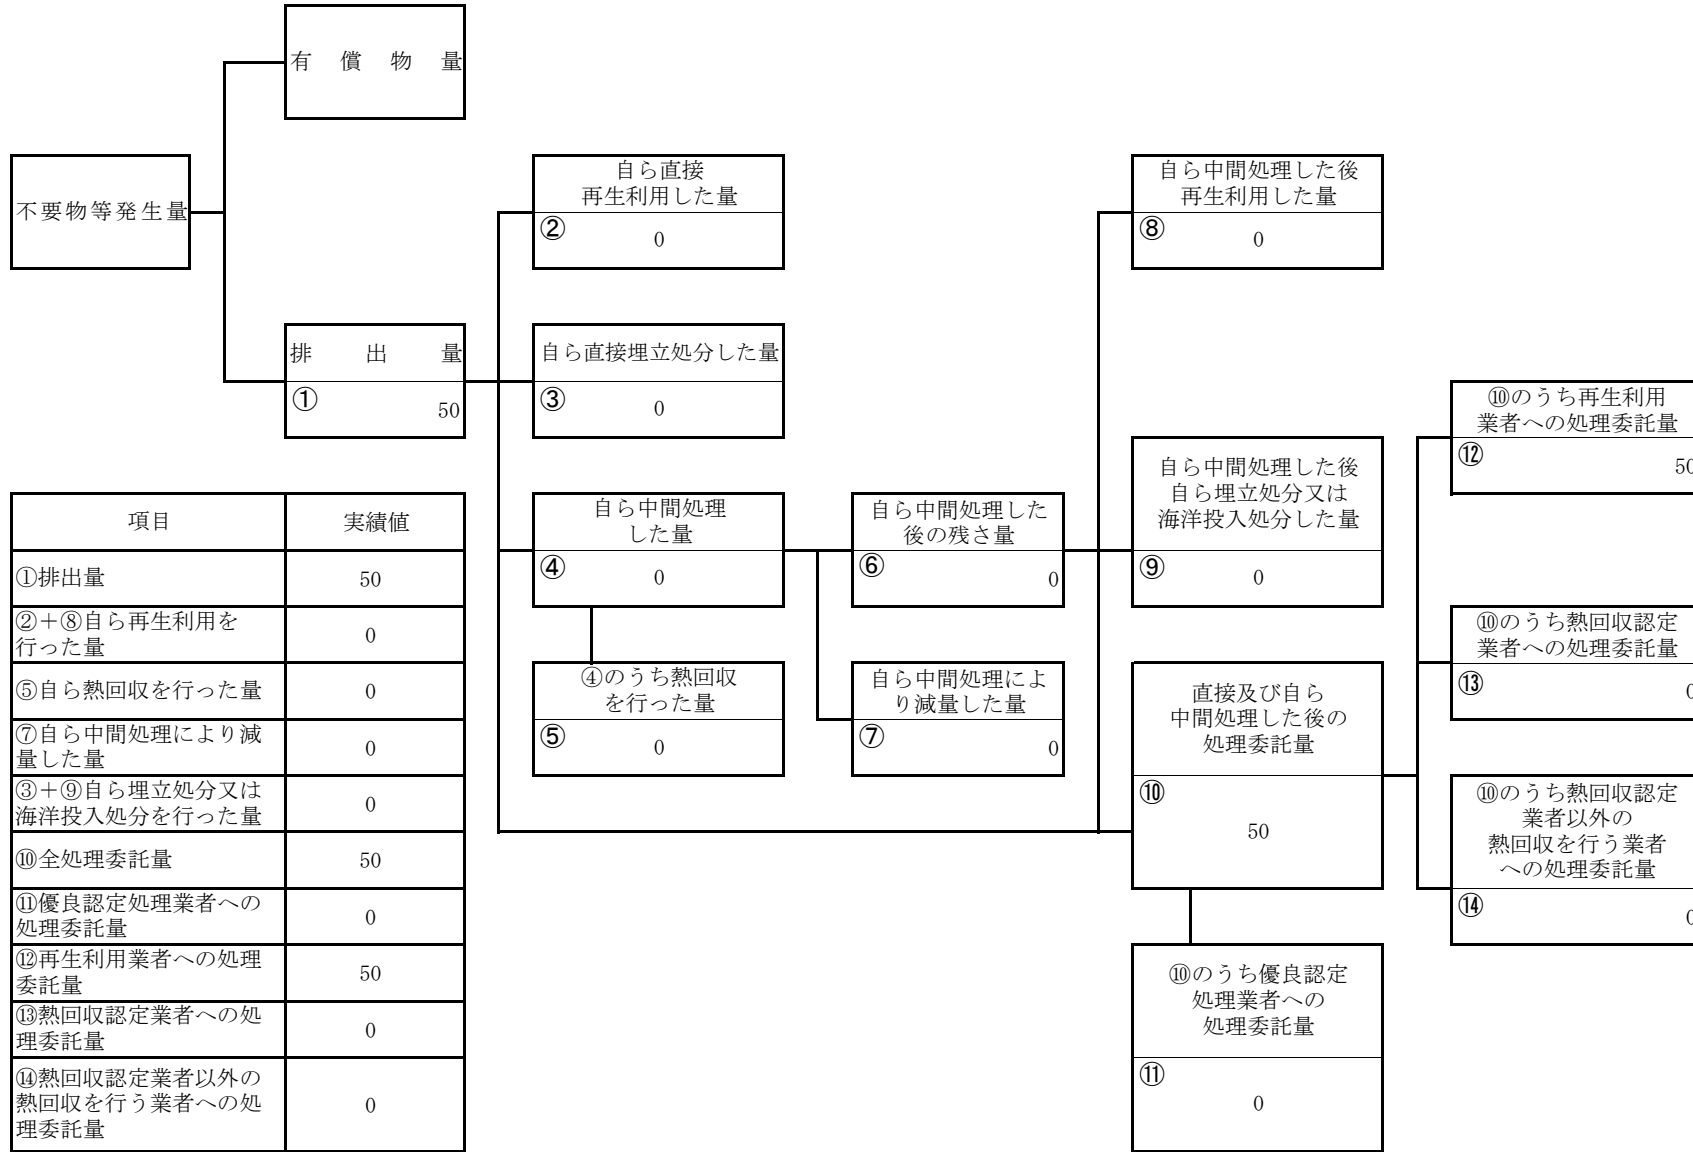 有償物量
不要物等発生量
排出量
①
50
自ら直接
再生利用した量
②
0
自ら直接埋立処分した量
③
0
自ら中間処理
した量
④
0
④のうち熱回収
を行った量
⑤
0
自ら中間処理した
後の残さ量
⑥
0
自ら中間処理によ
り減量した量
⑦
0
自ら中間処理した後
再生利用した量
⑧
0
自ら中間処理した後
自ら埋立処分又は
海洋投入処分した量
⑨
0
直接及び自ら
中間処理した後の
処理委託量
⑩
50
⑩のうち優良認定
処理業者への
処理委託量
⑪
0
⑩のうち再生利用
業者への処理委託量
⑫
50
⑩のうち熱回収認定
業者への処理委託量
⑬
0
⑩のうち熱回収認定
業者以外の
熱回収を行う業者
への処理委託量
⑭
0
項目 実績値
①排出量 50
②＋⑧自ら再生利用を
行った量 0
⑤自ら熱回収を行った量 0
⑦自ら中間処理により減
量した量 0
③＋⑨自ら埋立処分又は
海洋投入処分を行った量 0
⑩全処理委託量 50
⑪優良認定処理業者への
処理委託量 0
⑫再生利用業者への処理
委託量 50
⑬熱回収認定業者への処
理委託量 0
⑭熱回収認定業者以外の
熱回収を行う業者への処
理委託量 0